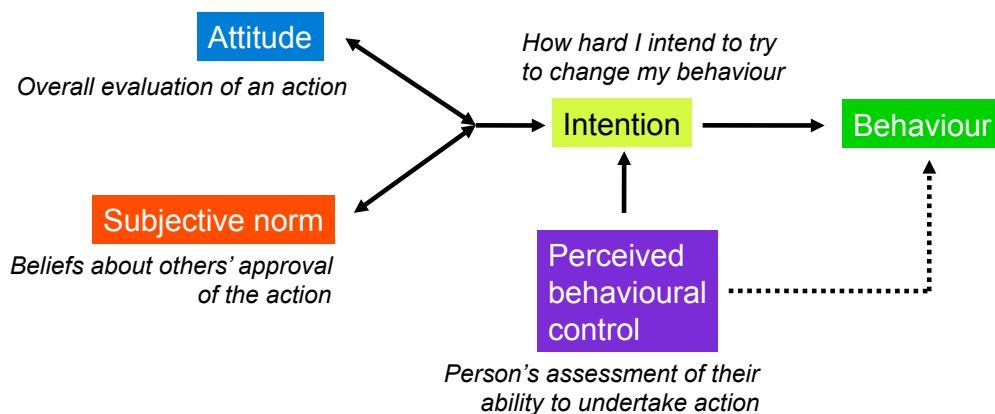 Attitude
Overall evaluation of an action
How hard I intend to try
to change my behaviour
Intention
Behaviour
Subjective norm
Beliefs about others’ approval
of the action
Perceived
behavioural
control
Person’s assessment of their
ability to undertake action